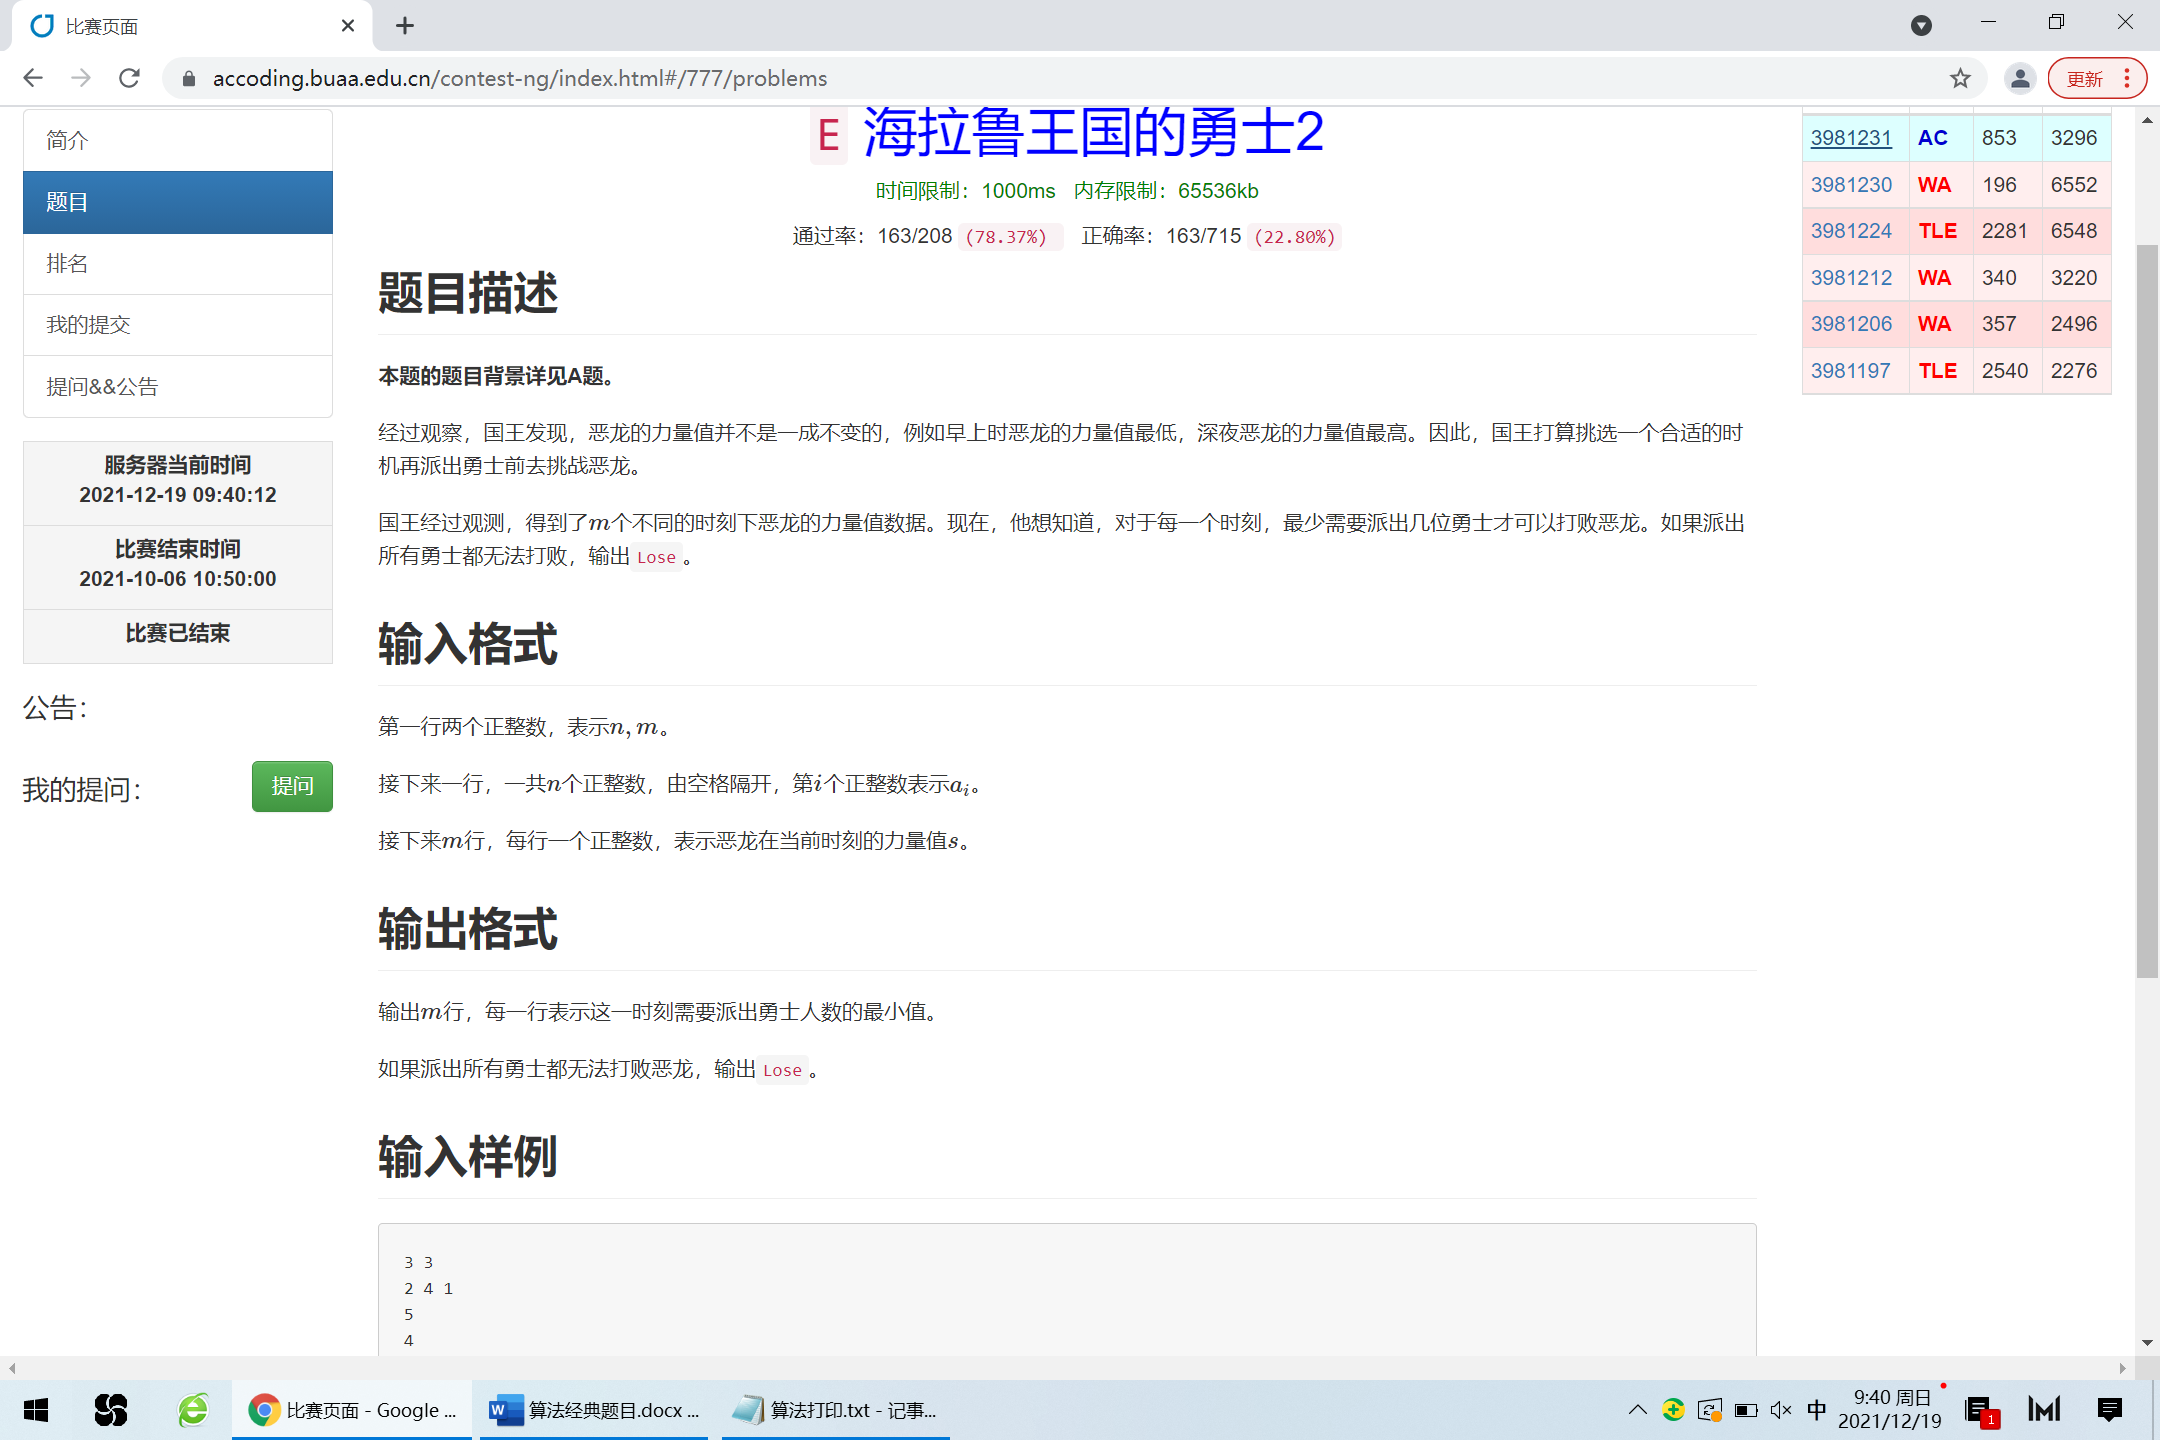 比赛页面
accoding.buaa.edu.cn/contest-ng/index.html#/777/problems
更新
简介
题目
排名
我的提交
提问&&公告
服务器当前时间
2021-12-19 09:40:12
比赛结束时间
2021-10-06 10:50:00
比赛已结束
公告：
我的提问：
提问
E 海拉鲁王国的勇士2
时间限制：1000ms 内存限制：65536kb
通过率：163/208 (78.37%) 正确率：163/715 (22.80%)
题目描述
本题的题目背景详见A题。
经过观察，国王发现，恶龙的力量值并不是一成不变的，例如早上时恶龙的力量值最低，深夜恶龙的力量值最高。因此，国王打算挑选一个合适的时
机再派出勇士前去挑战恶龙。
国王经过观测，得到了m个不同的时刻下恶龙的力量值数据。现在，他想知道，对于每一个时刻，最少需要派出几位勇士才可以打败恶龙。如果派出
所有勇士都无法打败，输出 Lose 。
输入格式
第一行两个正整数，表示n, m。
接下来一行，一共n个正整数，由空格隔开，第i个正整数表示aᵢ。
接下来m行，每行一个正整数，表示恶龙在当前时刻的力量值s。
输出格式
输出m行，每一行表示这一时刻需要派出勇士人数的最小值。
如果派出所有勇士都无法打败恶龙，输出 Lose 。
输入样例
3 3
2 4 1
5
4
3981231 AC 853 3296
3981230 WA 196 6552
3981224 TLE 2281 6548
3981212 WA 340 3220
3981206 WA 357 2496
3981197 TLE 2540 2276
比赛页面 - Google ...
算法经典题目.docx ...
算法打印.txt - 记事...
中
9:40 周日
2021/12/19
1